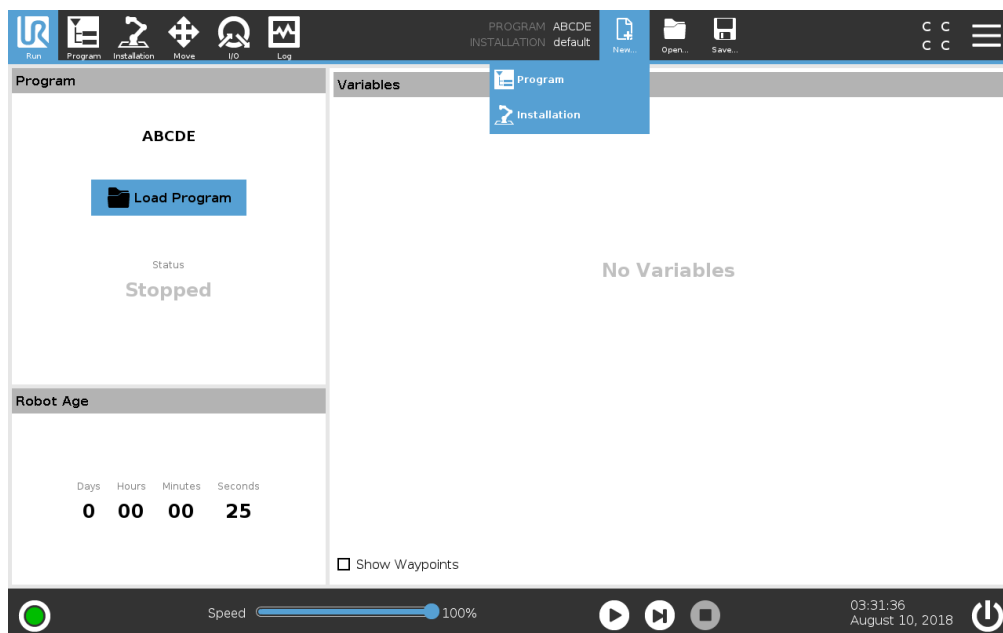 UR
Run
Program
Installation
Move
I/O
Log
PROGRAM ABCDE
INSTALLATION default
New...
Open...
Save...
C C
C C
Program
Installation
Program
Variables
ABCDE
Load Program
Status
Stopped
No Variables
Robot Age
Days Hours Minutes Seconds
0 00 00 25
Show Waypoints
Speed 100%
03:31:36
August 10, 2018